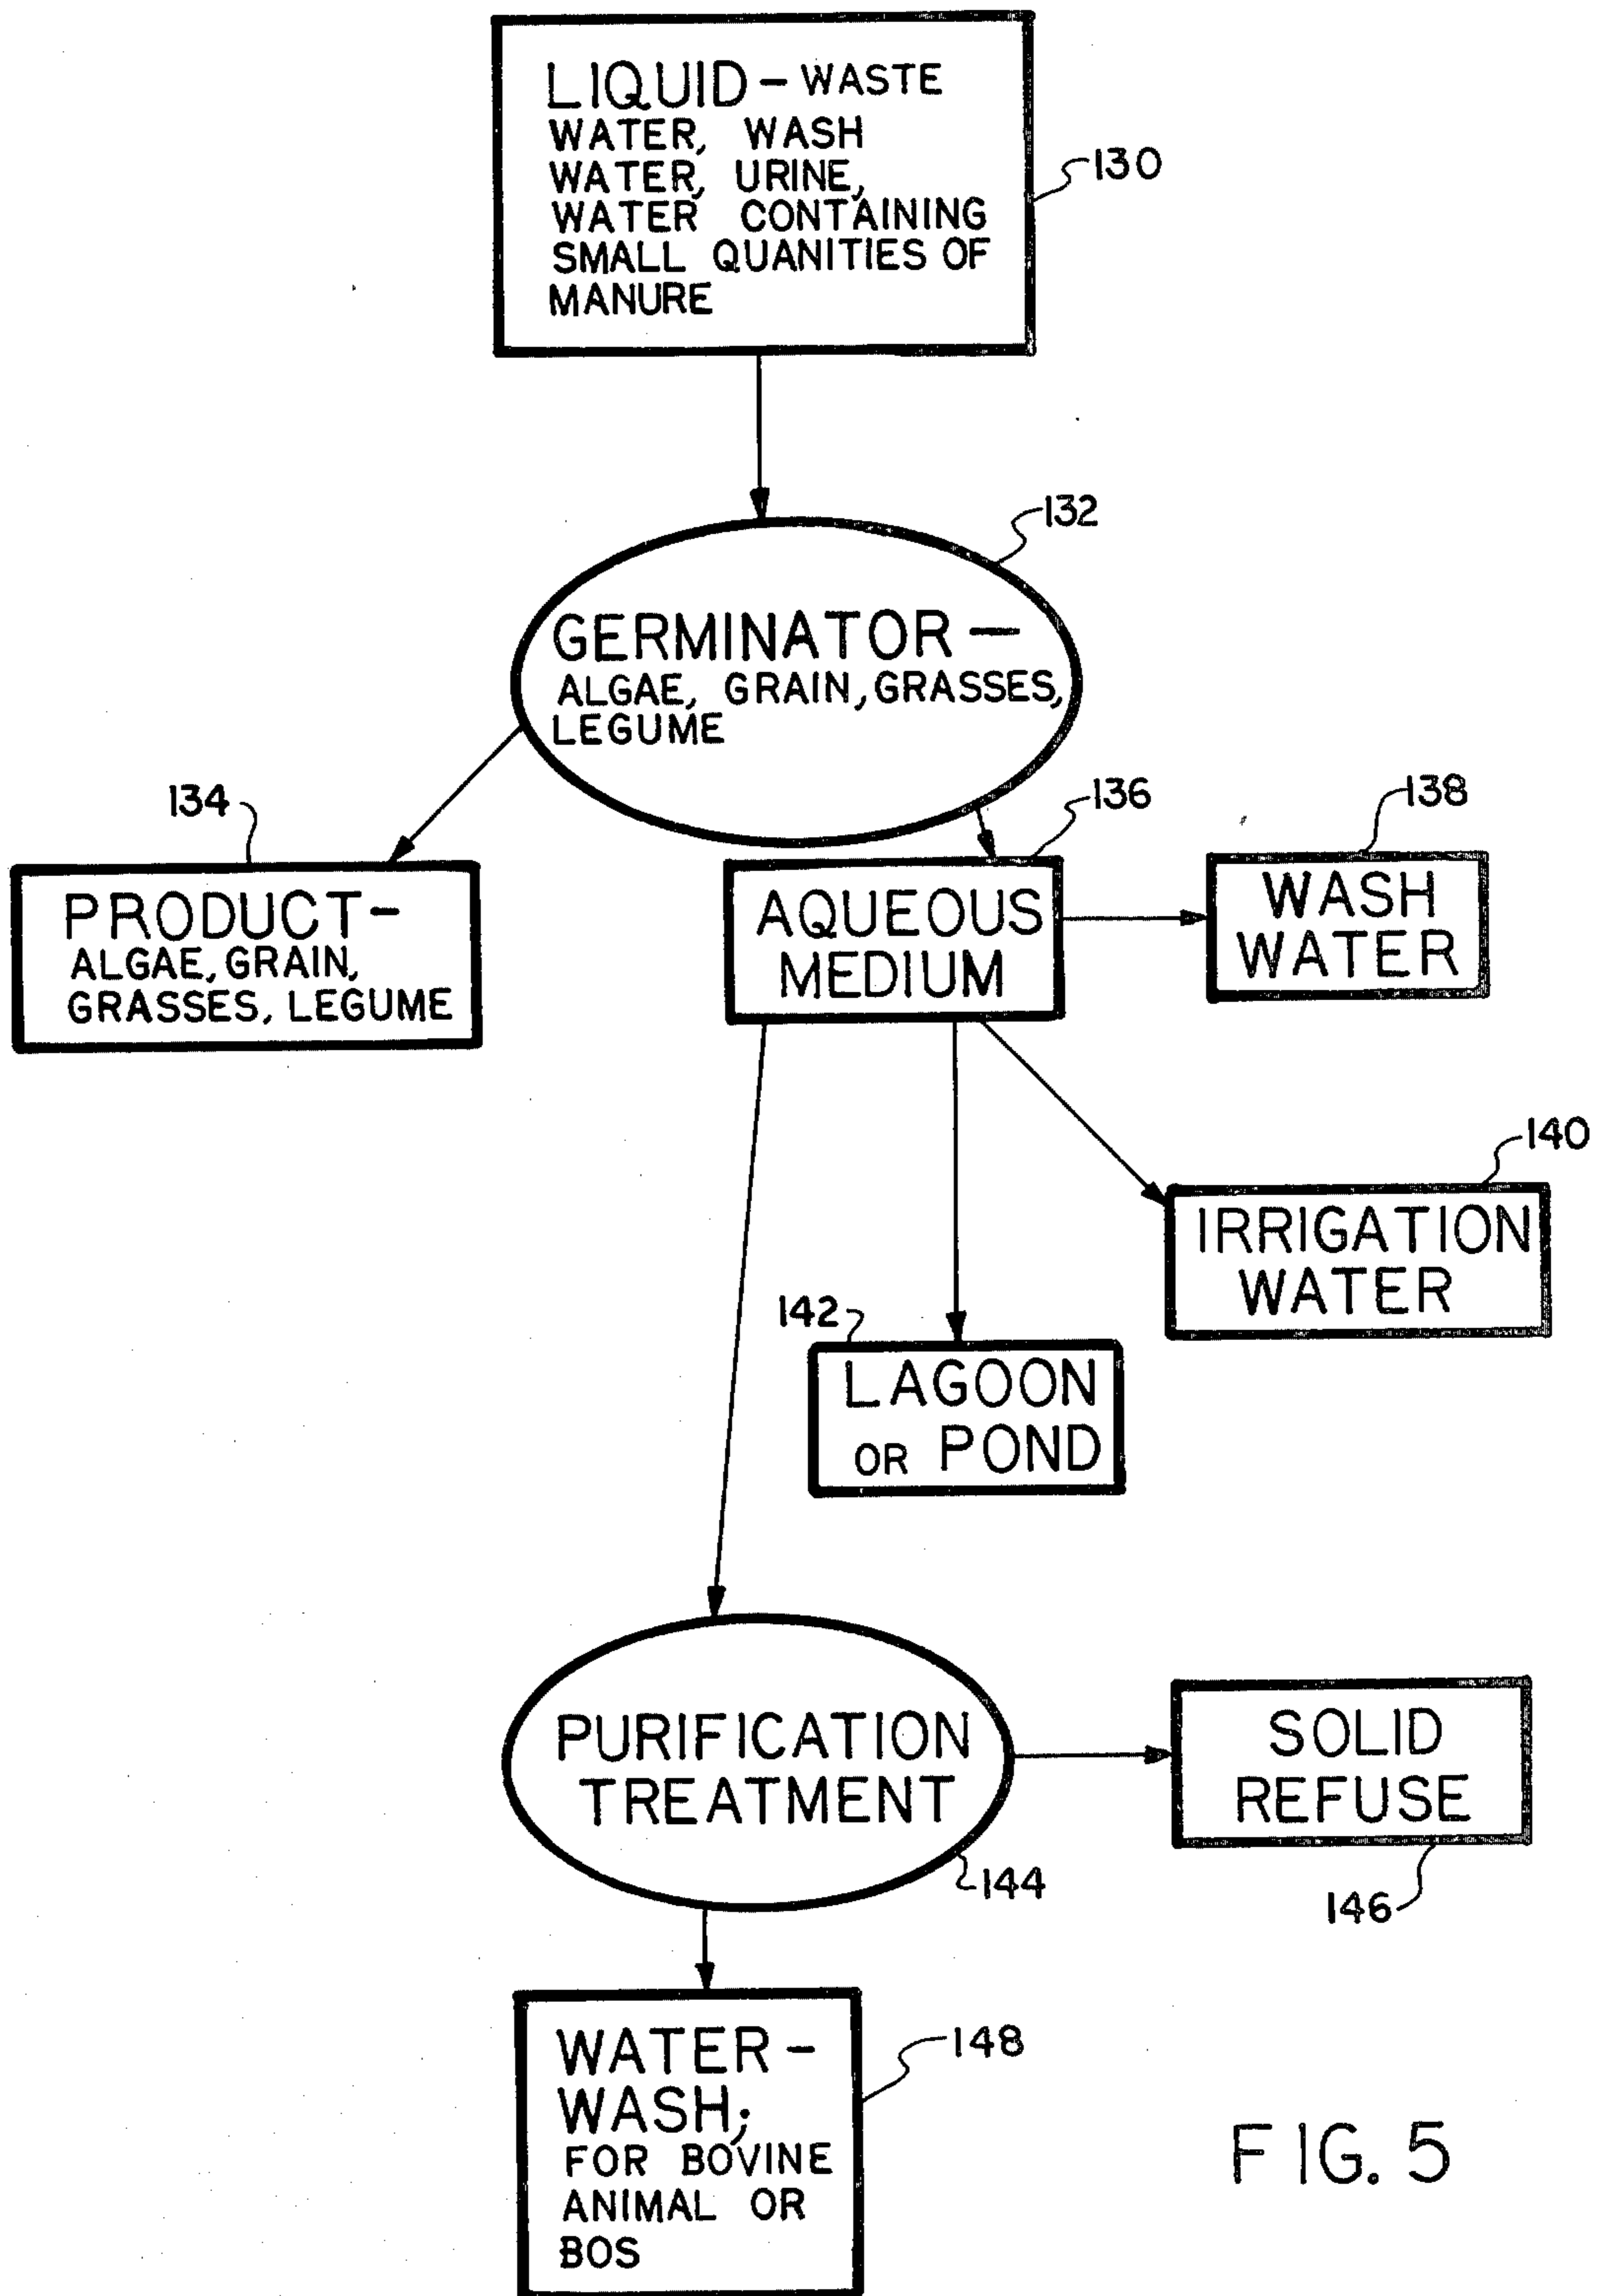 LIQUID – WASTE
WATER, WASH
WATER, URINE,
WATER CONTAINING
SMALL QUANITIES OF
MANURE
130
132
GERMINATOR —
ALGAE, GRAIN, GRASSES,
LEGUME
134
136
138
PRODUCT –
ALGAE, GRAIN,
GRASSES, LEGUME
AQUEOUS
MEDIUM
WASH
WATER
140
IRRIGATION
WATER
142
LAGOON
OR POND
PURIFICATION
TREATMENT
144
SOLID
REFUSE
146
WATER –
WASH;
FOR BOVINE
ANIMAL OR
BOS
148
FIG. 5